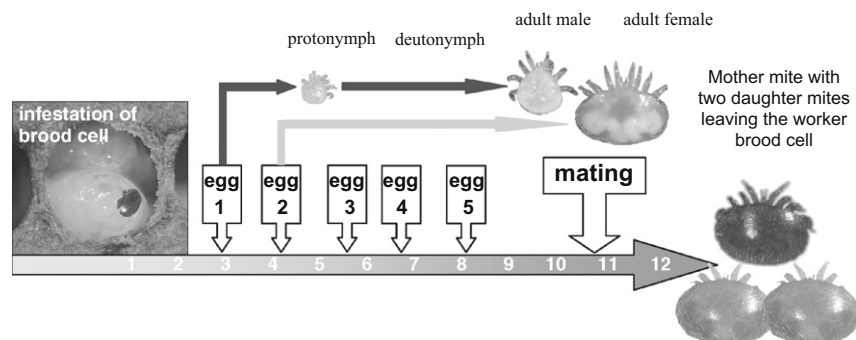 adult male
adult female
protonymph
deutonymph
Mother mite with
two daughter mites
leaving the worker
brood cell
infestation of
brood cell
egg
1
egg
2
egg
3
egg
4
egg
5
mating
1 2 3 4 5 6 7 8 9 10 11 12